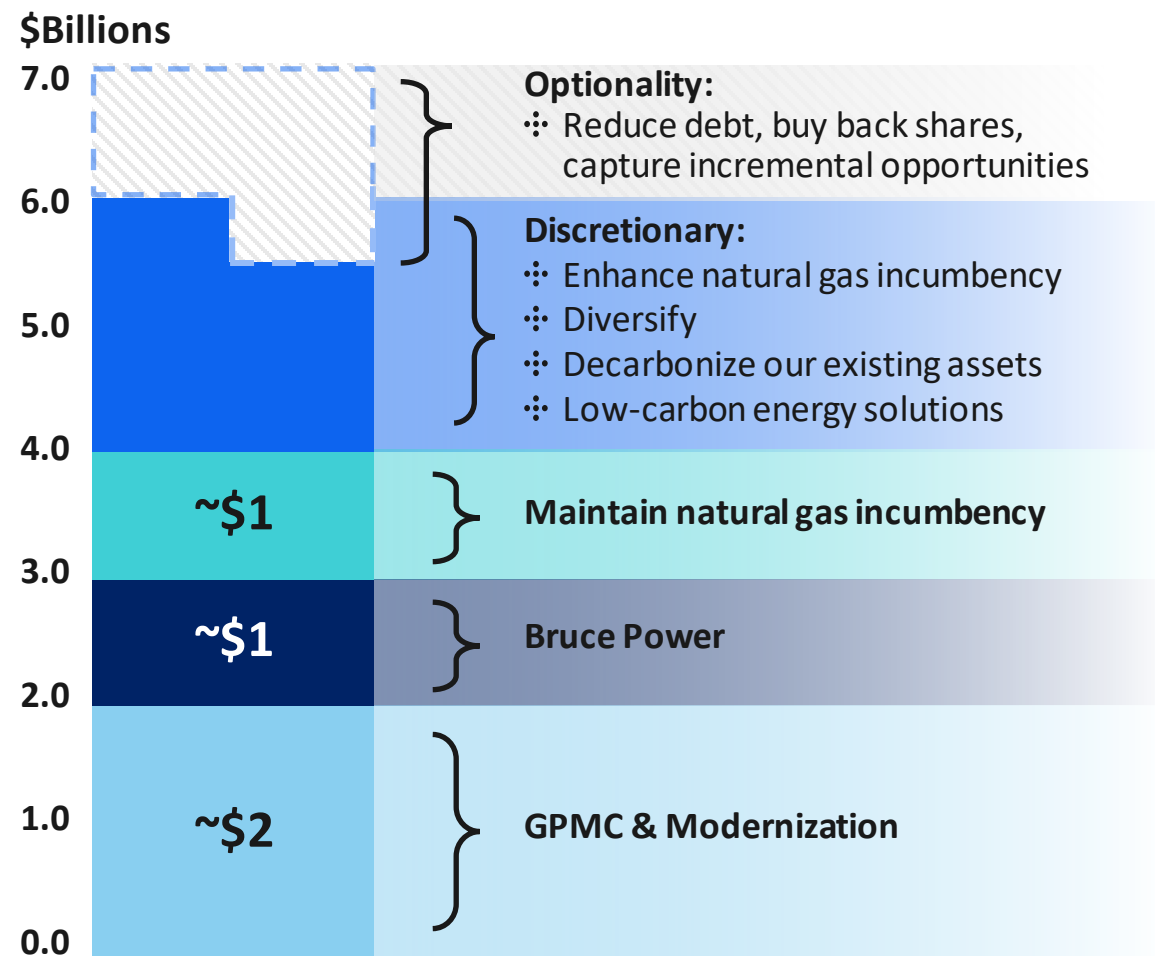 $Billions
7.0
Optionality:
⁘ Reduce debt, buy back shares,
capture incremental opportunities
6.0
Discretionary:
⁘ Enhance natural gas incumbency
5.0
⁘ Diversify
⁘ Decarbonize our existing assets
⁘ Low-carbon energy solutions
4.0
~$1
Maintain natural gas incumbency
3.0
~$1
Bruce Power
2.0
1.0
~$2
GPMC & Modernization
0.0